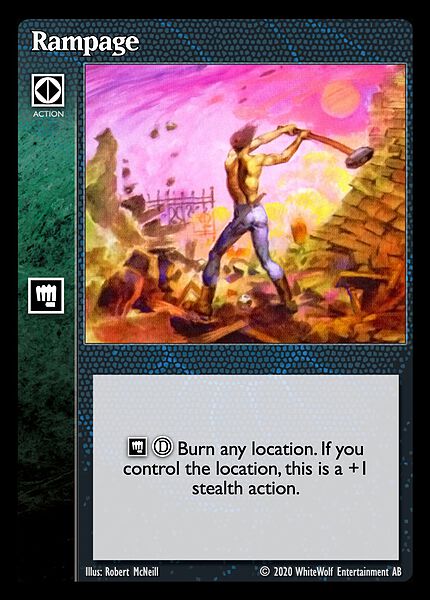 Rampage
ACTION
D Burn any location. If you
control the location, this is a +1
stealth action.
Illus: Robert McNeill
© 2020 WhiteWolf Entertainment AB